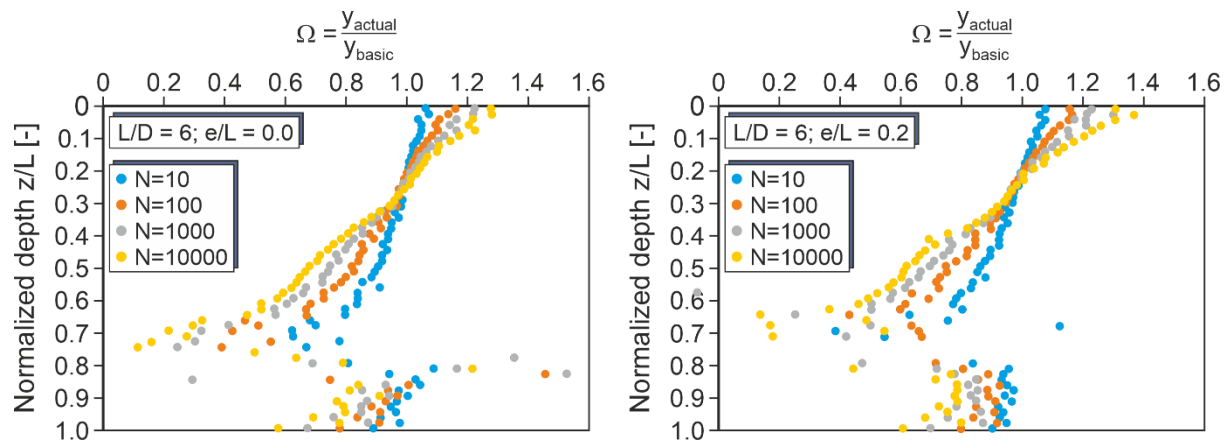 Ω = y_actual / y_basic
0 0.2 0.4 0.6 0.8 1.0 1.2 1.4 1.6
Normalized depth z/L [-]
0
0.1
0.2
0.3
0.4
0.5
0.6
0.7
0.8
0.9
1.0
L/D = 6; e/L = 0.0
N=10
N=100
N=1000
N=10000
Ω = y_actual / y_basic
0 0.2 0.4 0.6 0.8 1.0 1.2 1.4 1.6
Normalized depth z/L [-]
0
0.1
0.2
0.3
0.4
0.5
0.6
0.7
0.8
0.9
1.0
L/D = 6; e/L = 0.2
N=10
N=100
N=1000
N=10000